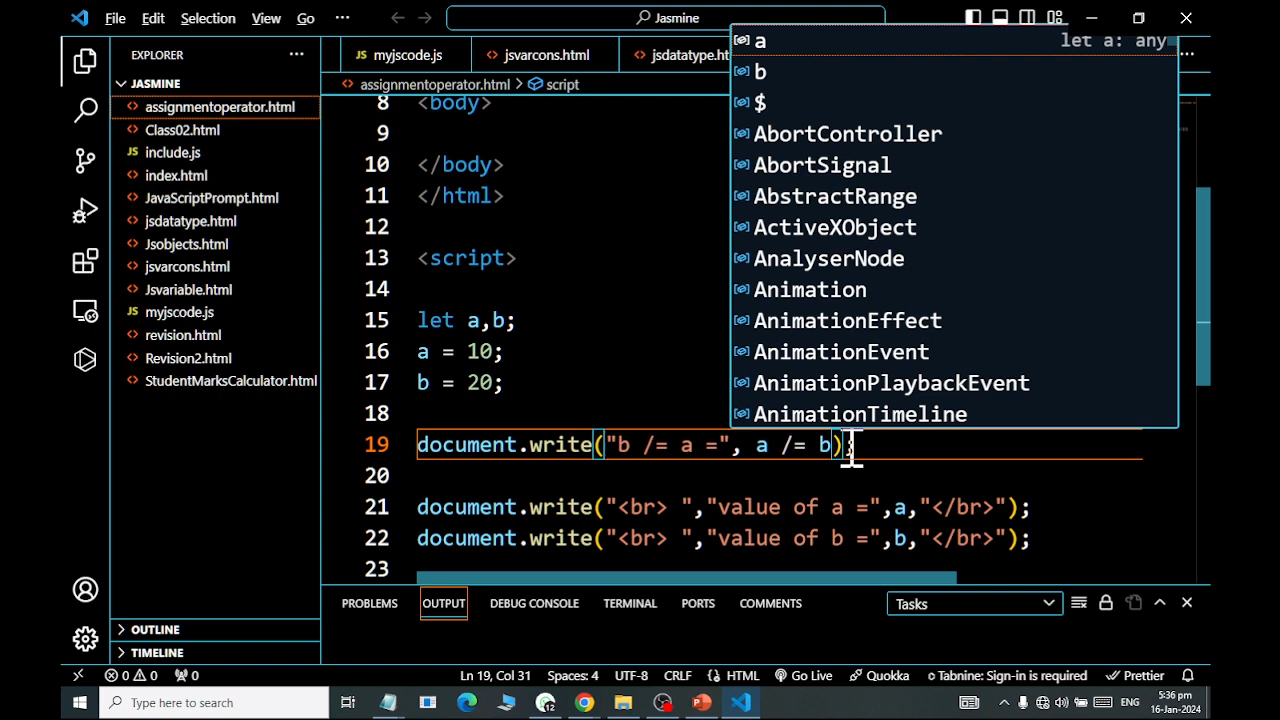 File Edit Selection View Go ··· Jasmine
EXPLORER ···
JASMINE
assignmentoperator.html
Class02.html
include.js
index.html
JavaScriptPrompt.html
jsdatatype.html
Jsobjects.html
jsvarcons.html
Jsvariable.html
myjscode.js
revision.html
Revision2.html
StudentMarksCalculator.html
OUTLINE
TIMELINE
myjscode.js jsvarcons.html jsdatatype.ht ···
assignmentoperator.html > script
8 <body>
9
10 </body>
11 </html>
12
13 <script>
14
15 let a,b;
16 a = 10;
17 b = 20;
18
19 document.write("b /= a =", a /= b);
20
21 document.write("<br> ","value of a =",a,"</br>");
22 document.write("<br> ","value of b =",b,"</br>");
23
a let a: any
b
$
AbortController
AbortSignal
AbstractRange
ActiveXObject
AnalyserNode
Animation
AnimationEffect
AnimationEvent
AnimationPlaybackEvent
AnimationTimeline
PROBLEMS OUTPUT DEBUG CONSOLE TERMINAL PORTS COMMENTS Tasks
0 0 0 Ln 19, Col 31 Spaces: 4 UTF-8 CRLF HTML Go Live Quokka Tabnine: Sign-in is required Prettier
Type here to search 12 ENG 5:36 pm
16-Jan-2024